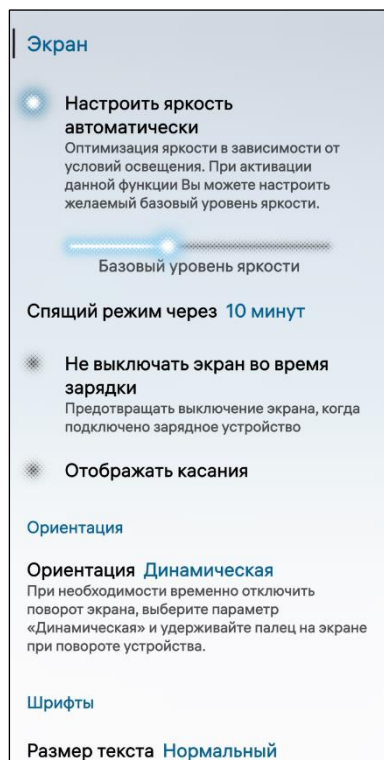 Экран
Настроить яркость
автоматически
Оптимизация яркости в зависимости от
условий освещения. При активации
данной функции Вы можете настроить
желаемый базовый уровень яркости.
Базовый уровень яркости
Спящий режим через 10 минут
Не выключать экран во время
зарядки
Предотвращать выключение экрана, когда
подключено зарядное устройство
Отображать касания
Ориентация
Ориентация Динамическая
При необходимости временно отключить
поворот экрана, выберите параметр
«Динамическая» и удерживайте палец на экране
при повороте устройства.
Шрифты
Размер текста Нормальный